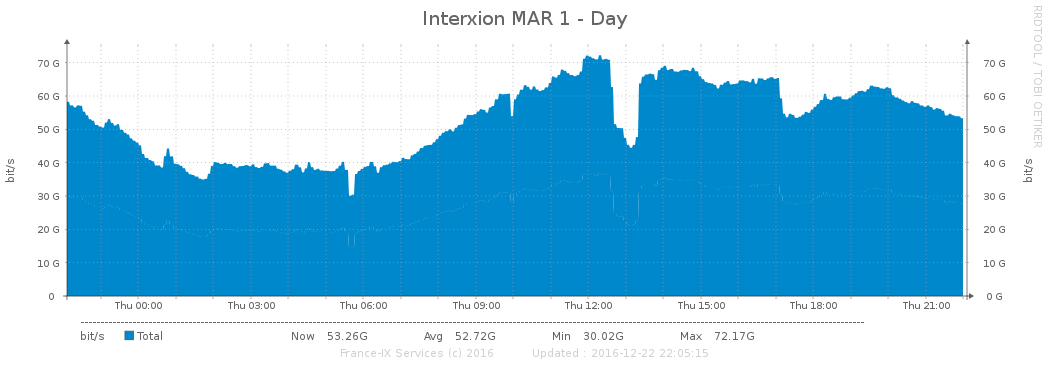 Interxion MAR 1 - Day
RRDTOOL / TOBI OETIKER
bit/s
70 G 70 G
60 G 60 G
50 G 50 G
40 G 40 G
30 G 30 G
20 G 20 G
10 G 10 G
0 0 G
bit/s
Thu 00:00 Thu 03:00 Thu 06:00 Thu 09:00 Thu 12:00 Thu 15:00 Thu 18:00 Thu 21:00
bit/s Total Now 53.26G Avg 52.72G Min 30.02G Max 72.17G
France-IX Services (c) 2016 Updated : 2016-12-22 22:05:15